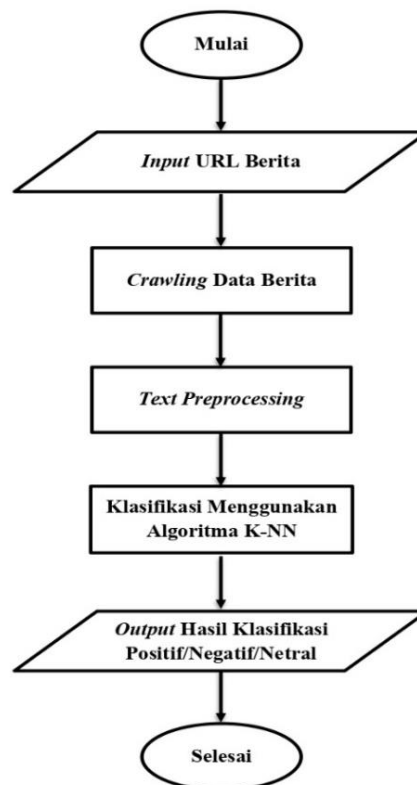 Mulai
Input URL Berita
Crawling Data Berita
Text Preprocessing
Klasifikasi Menggunakan
Algoritma K-NN
Output Hasil Klasifikasi
Positif/Negatif/Netral
Selesai